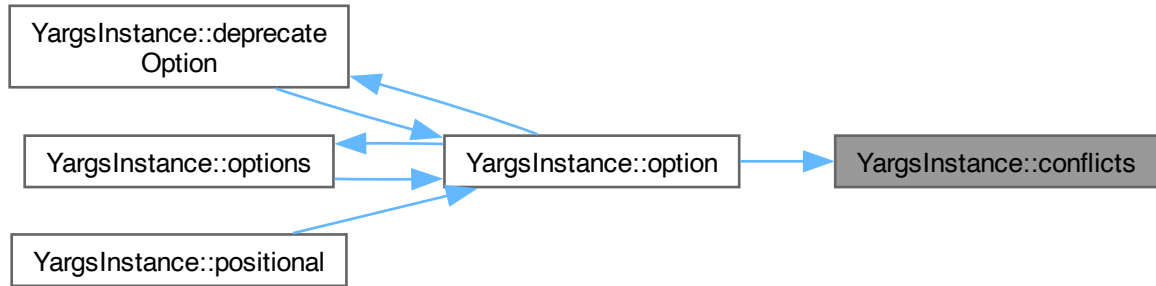 YargsInstance::deprecate
Option
YargsInstance::options
YargsInstance::option
YargsInstance::conflicts
YargsInstance::positional